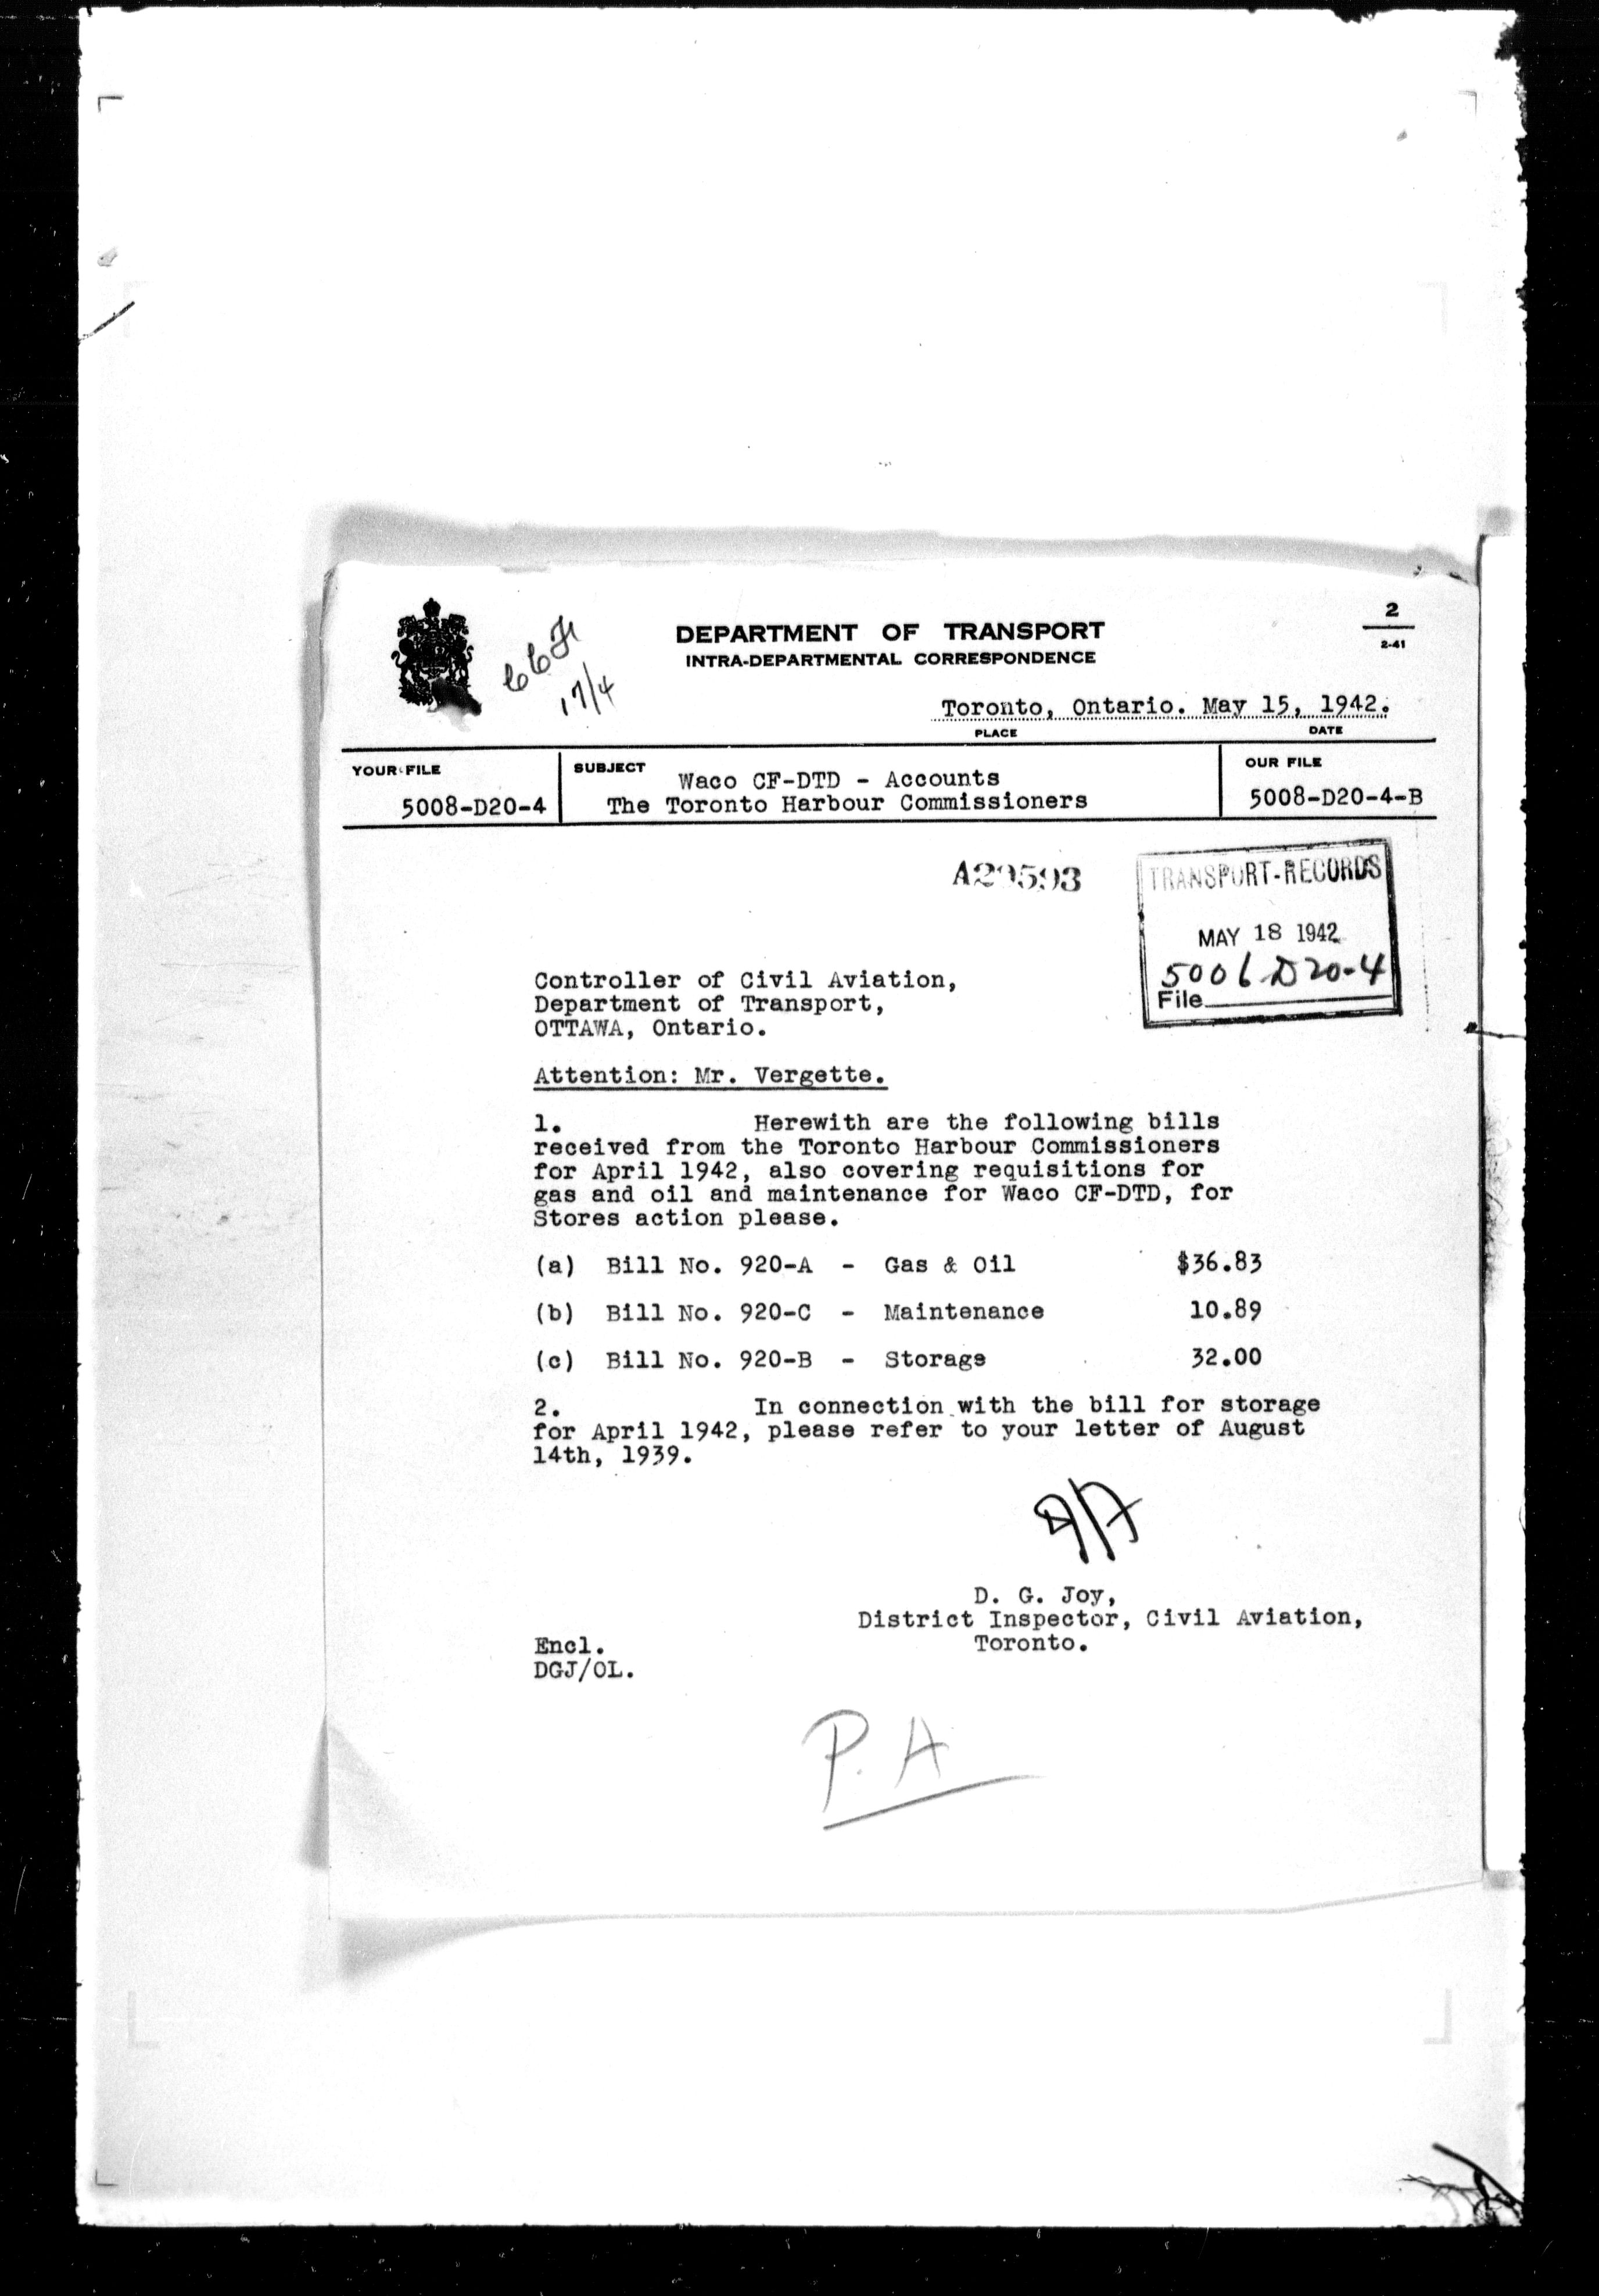 DEPARTMENT OF TRANSPORT
INTRA-DEPARTMENTAL CORRESPONDENCE
2
2-41
17/4
Toronto, Ontario. May 15, 1942.
PLACE DATE
YOUR FILE
5008-D20-4
SUBJECT
Waco CF-DTD - Accounts
The Toronto Harbour Commissioners
OUR FILE
5008-D20-4-B
A29593
TRANSPORT-RECORDS
MAY 18 1942
5006 D20-4
File
Controller of Civil Aviation,
Department of Transport,
OTTAWA, Ontario.
Attention: Mr. Vergette.
1. Herewith are the following bills
received from the Toronto Harbour Commissioners
for April 1942, also covering requisitions for
gas and oil and maintenance for Waco CF-DTD, for
Stores action please.
(a) Bill No. 920-A - Gas & Oil $36.83
(b) Bill No. 920-C - Maintenance 10.89
(c) Bill No. 920-B - Storage 32.00
2. In connection with the bill for storage
for April 1942, please refer to your letter of August
14th, 1939.
D. G. Joy,
District Inspector, Civil Aviation,
Toronto.
Encl.
DGJ/OL.
P.A